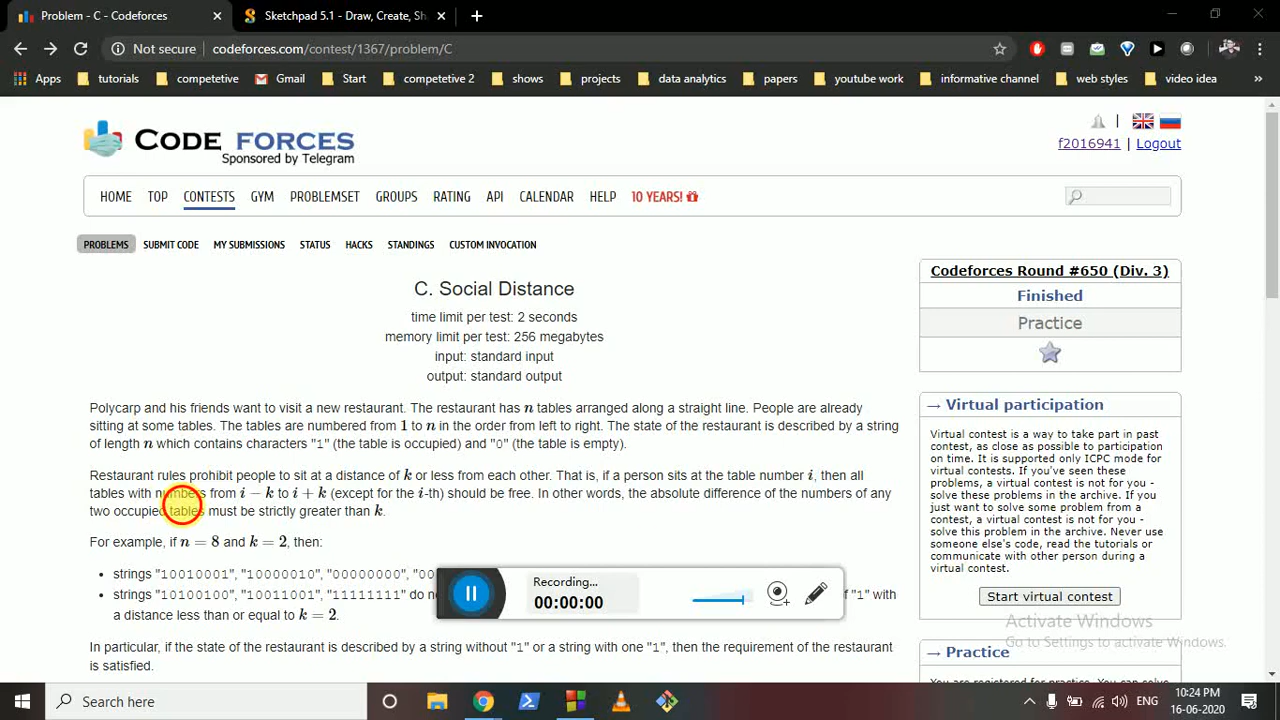 Problem - C - Codeforces
Sketchpad 5.1 - Draw, Create, Sh
Not secure | codeforces.com/contest/1367/problem/C
Apps tutorials competetive Gmail Start competetive 2 shows projects data analytics papers youtube work informative channel web styles video idea »
CODE FORCES
Sponsored by Telegram
f2016941 | Logout
HOME TOP CONTESTS GYM PROBLEMSET GROUPS RATING API CALENDAR HELP 10 YEARS!
PROBLEMS SUBMIT CODE MY SUBMISSIONS STATUS HACKS STANDINGS CUSTOM INVOCATION
C. Social Distance
time limit per test: 2 seconds
memory limit per test: 256 megabytes
input: standard input
output: standard output
Polycarp and his friends want to visit a new restaurant. The restaurant has n tables arranged along a straight line. People are already
sitting at some tables. The tables are numbered from 1 to n in the order from left to right. The state of the restaurant is described by a string
of length n which contains characters "1" (the table is occupied) and "0" (the table is empty).
Restaurant rules prohibit people to sit at a distance of k or less from each other. That is, if a person sits at the table number i, then all
tables with numbers from i − k to i + k (except for the i-th) should be free. In other words, the absolute difference of the numbers of any
two occupied tables must be strictly greater than k.
For example, if n = 8 and k = 2, then:
• strings "10010001", "10000010", "00000000", "00
• strings "10100100", "10011001", "11111111" do n of "1" with
a distance less than or equal to k = 2.
In particular, if the state of the restaurant is described by a string without "1" or a string with one "1", then the requirement of the restaurant
is satisfied.
Codeforces Round #650 (Div. 3)
Finished
Practice
→ Virtual participation
Virtual contest is a way to take part in past
contest, as close as possible to participation
on time. It is supported only ICPC mode for
virtual contests. If you've seen these
problems, a virtual contest is not for you -
solve these problems in the archive. If you
just want to solve some problem from a
contest, a virtual contest is not for you -
solve this problem in the archive. Never use
someone else's code, read the tutorials or
communicate with other person during a
virtual contest.
Start virtual contest
→ Practice
You are registered for practice. You can solve
Recording...
00:00:00
Activate Windows
Go to Settings to activate Windows.
Type here to search
ENG
10:24 PM
16-06-2020